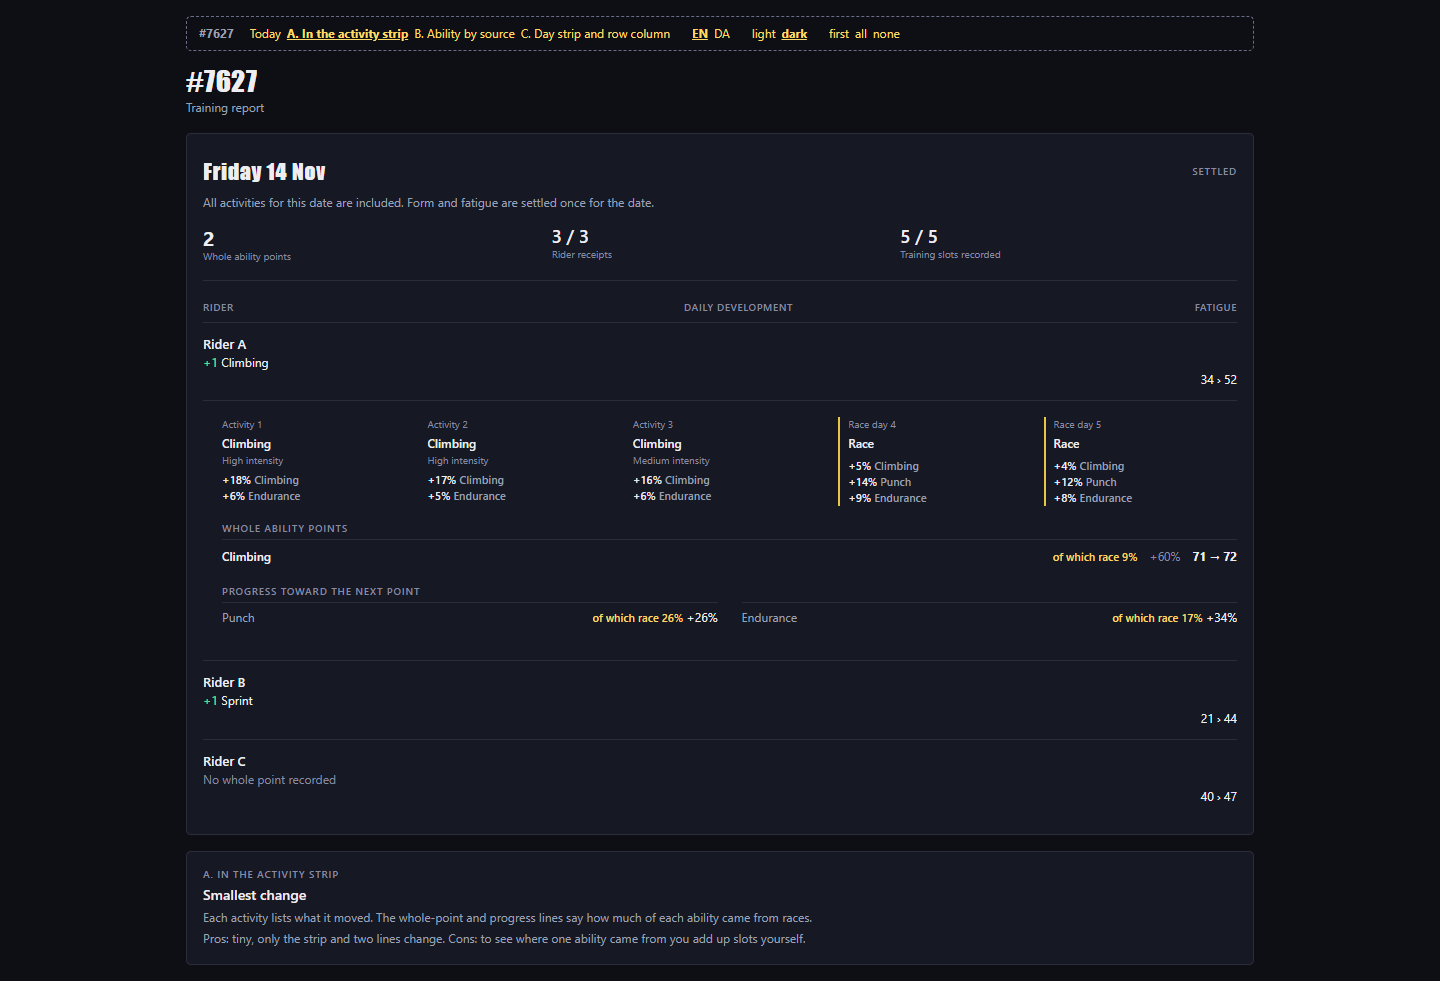 #7627 Today A. In the activity strip B. Ability by source C. Day strip and row column EN DA light dark first all none
#7627
Training report
Friday 14 Nov SETTLED
All activities for this date are included. Form and fatigue are settled once for the date.
2 3 / 3 5 / 5
Whole ability points Rider receipts Training slots recorded
RIDER DAILY DEVELOPMENT FATIGUE
Rider A
+1 Climbing
34 › 52
Activity 1 Activity 2 Activity 3 Race day 4 Race day 5
Climbing Climbing Climbing Race Race
High intensity High intensity Medium intensity
+18% Climbing +17% Climbing +16% Climbing +5% Climbing +4% Climbing
+6% Endurance +5% Endurance +6% Endurance +14% Punch +12% Punch
+9% Endurance +8% Endurance
WHOLE ABILITY POINTS
Climbing of which race 9% +60% 71 → 72
PROGRESS TOWARD THE NEXT POINT
Punch of which race 26% +26% Endurance of which race 17% +34%
Rider B
+1 Sprint
21 › 44
Rider C
No whole point recorded
40 › 47
A. IN THE ACTIVITY STRIP
Smallest change
Each activity lists what it moved. The whole-point and progress lines say how much of each ability came from races.
Pros: tiny, only the strip and two lines change. Cons: to see where one ability came from you add up slots yourself.